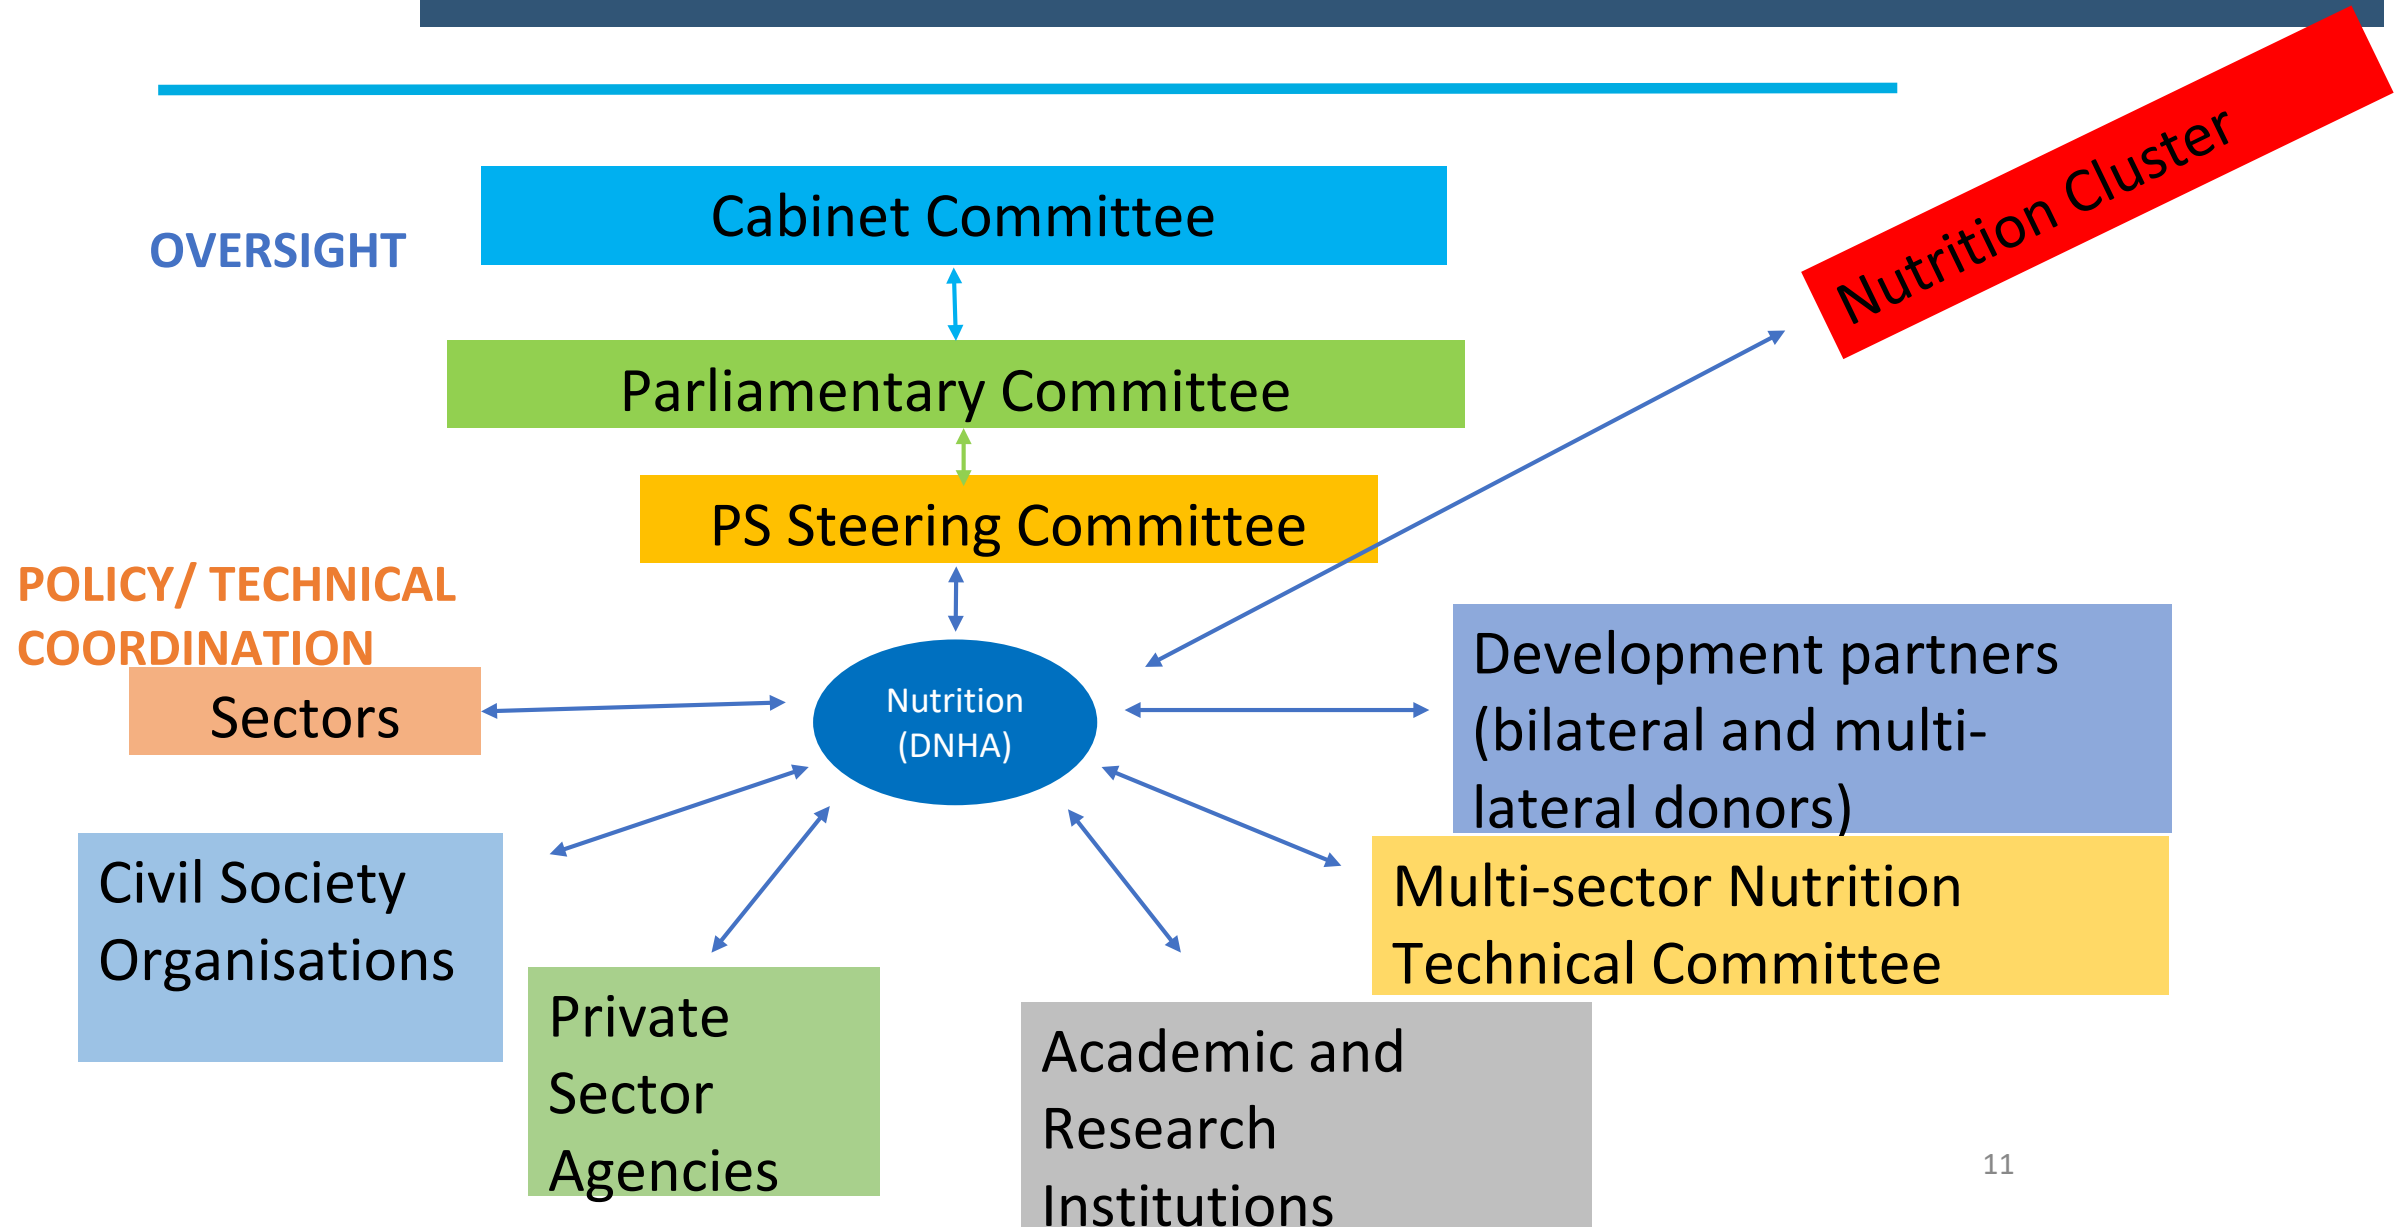 Nutrition Cluster
Cabinet Committee
OVERSIGHT
Parliamentary Committee
PS Steering Committee
POLICY/ TECHNICAL
COORDINATION
Sectors
Nutrition
(DNHA)
Development partners
(bilateral and multi-
lateral donors)
Civil Society
Organisations
Multi-sector Nutrition
Technical Committee
Private
Sector
Agencies
Academic and
Research
Institutions
11